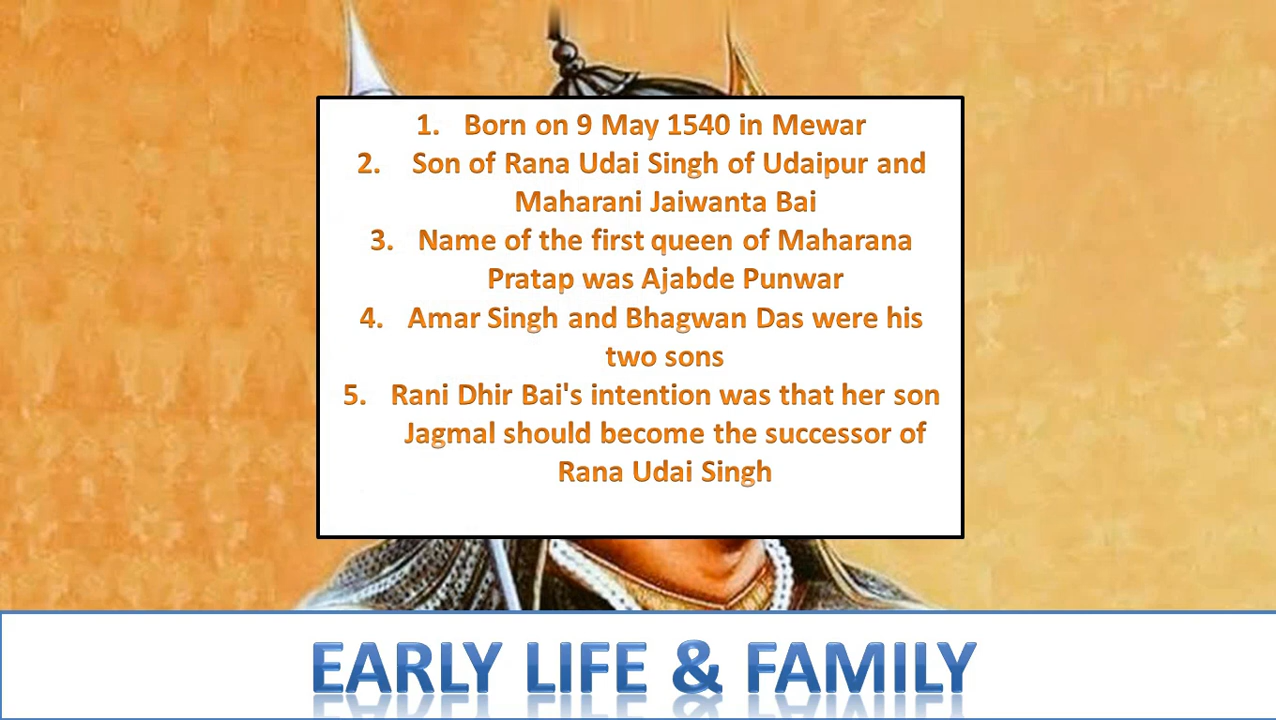 1. Born on 9 May 1540 in Mewar
2. Son of Rana Udai Singh of Udaipur and
Maharani Jaiwanta Bai
3. Name of the first queen of Maharana
Pratap was Ajabde Punwar
4. Amar Singh and Bhagwan Das were his
two sons
5. Rani Dhir Bai's intention was that her son
Jagmal should become the successor of
Rana Udai Singh
EARLY LIFE & FAMILY